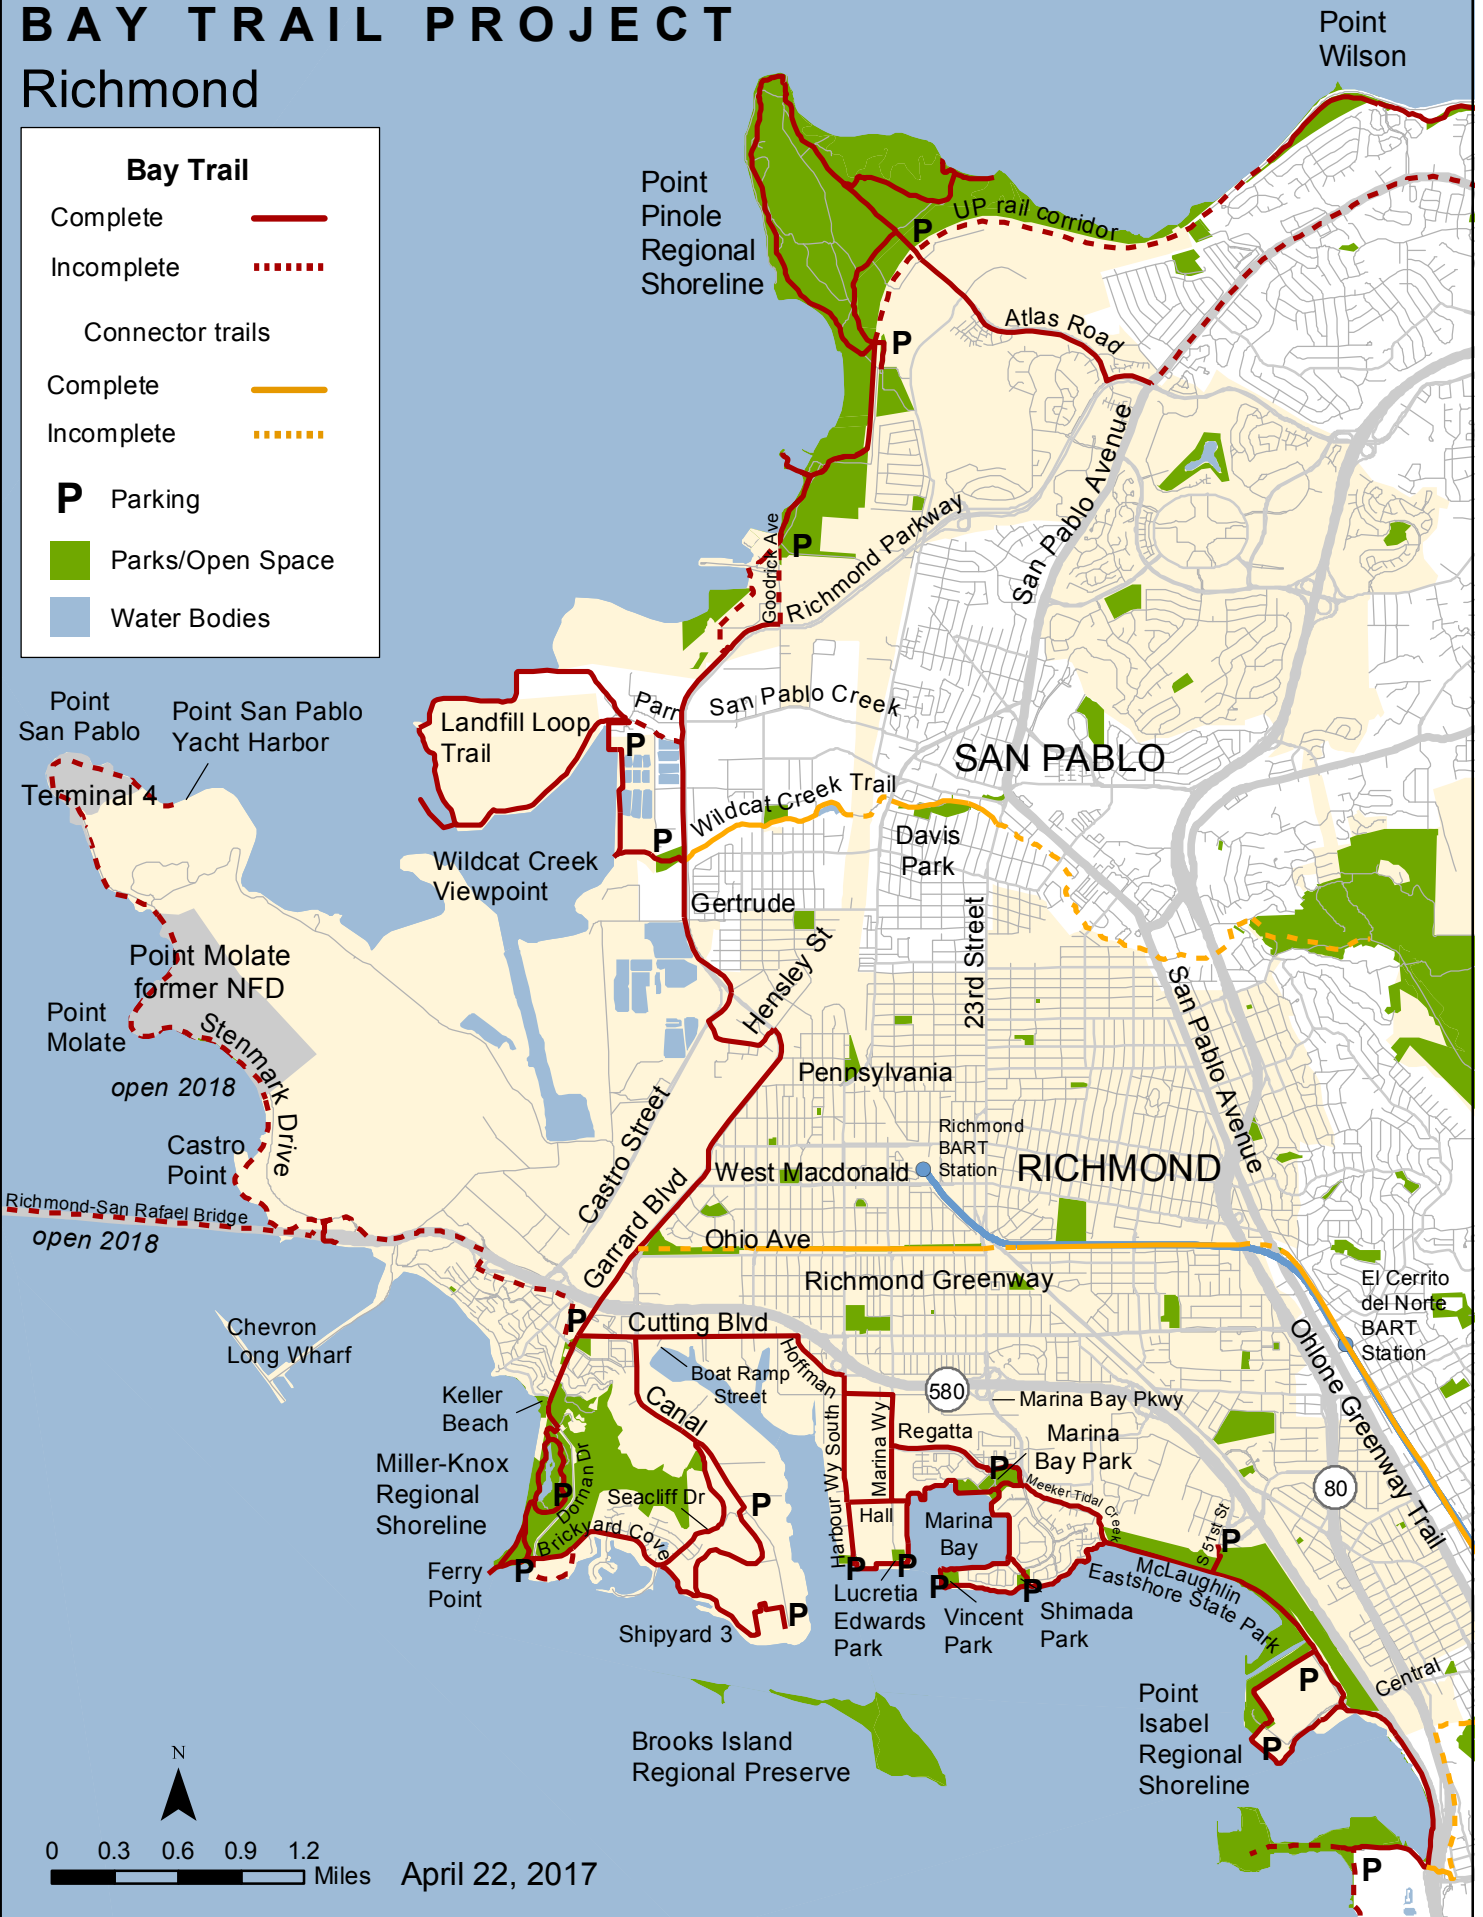 BAY TRAIL PROJECT
Richmond
Bay Trail
Complete
Incomplete
Connector trails
Complete
Incomplete
P Parking
Parks/Open Space
Water Bodies
Point
Wilson
Point
Pinole
Regional
Shoreline
P
UP rail corridor
P
Atlas Road
San Pablo Avenue
P
Goodrick Ave
Richmond Parkway
Point
San Pablo
Point San Pablo
Yacht Harbor
Terminal 4
Landfill Loop
Trail
Parr
San Pablo Creek
P
SAN PABLO
Wildcat Creek Trail
P
Davis
Park
Wildcat Creek
Viewpoint
Gertrude
Hensley St
23rd Street
San Pablo Avenue
Point Molate
former NFD
Point
Molate
Stenmark Drive
open 2018
Castro
Point
Richmond-San Rafael Bridge
open 2018
Pennsylvania
Richmond
BART
Station
Castro Street
West Macdonald
RICHMOND
Garrard Blvd
Ohio Ave
Richmond Greenway
El Cerrito
del Norte
BART
Station
Chevron
Long Wharf
P
Cutting Blvd
Hoffman
Boat Ramp
Street
Ohlone Greenway Trail
580
Marina Bay Pkwy
Keller
Beach
Canal
Harbour Wy South
Marina Wy
Regatta
Marina
Bay Park
P
80
Miller-Knox
Regional
Shoreline
P
Dornan Dr
Seacliff Dr
P
Brickyard Cove
Hall
Marina
Bay
Meeker Tidal Creek
S 51st St
P
McLaughlin
Eastshore State Park
Ferry
Point
P
P
P
Lucretia
Edwards
Park
P
Vincent
Park
P
Shimada
Park
Shipyard 3
P
Central
P
Point
Isabel
Regional
Shoreline
P
Brooks Island
Regional Preserve
N
0 0.3 0.6 0.9 1.2
Miles
April 22, 2017
P